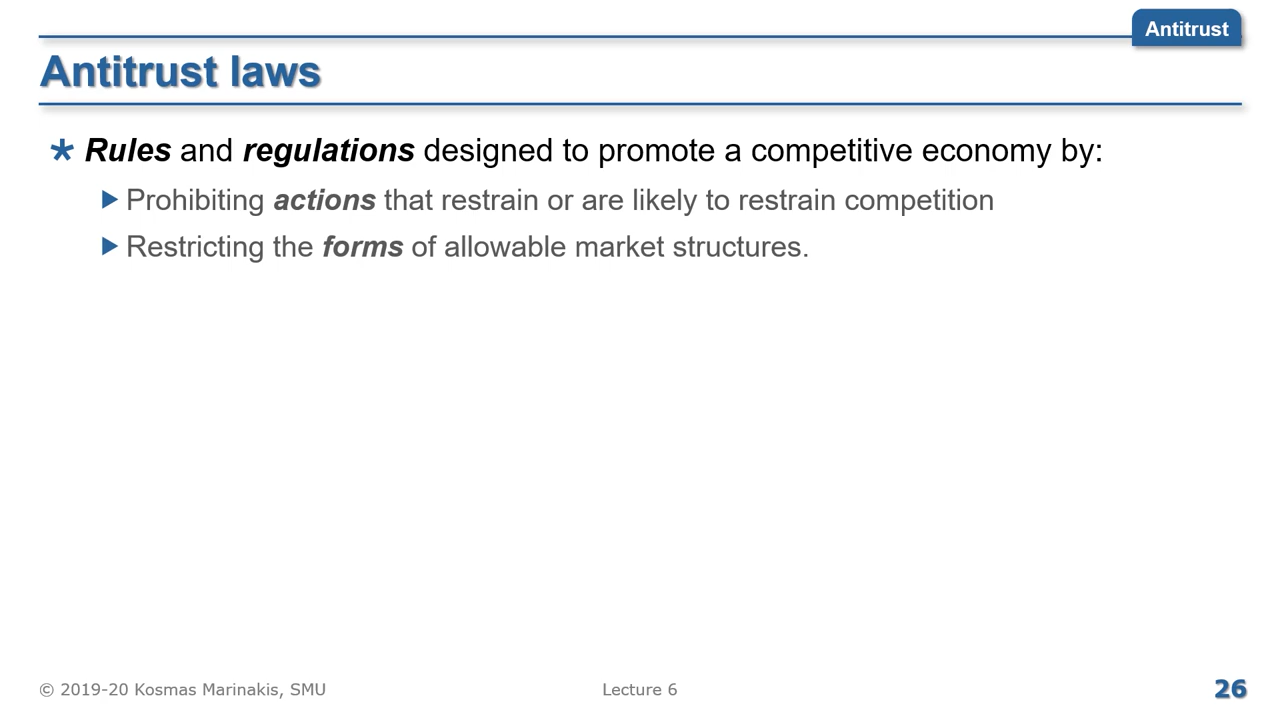 Antitrust
Antitrust laws
* Rules and regulations designed to promote a competitive economy by:
▶ Prohibiting actions that restrain or are likely to restrain competition
▶ Restricting the forms of allowable market structures.
© 2019-20 Kosmas Marinakis, SMU
Lecture 6
26